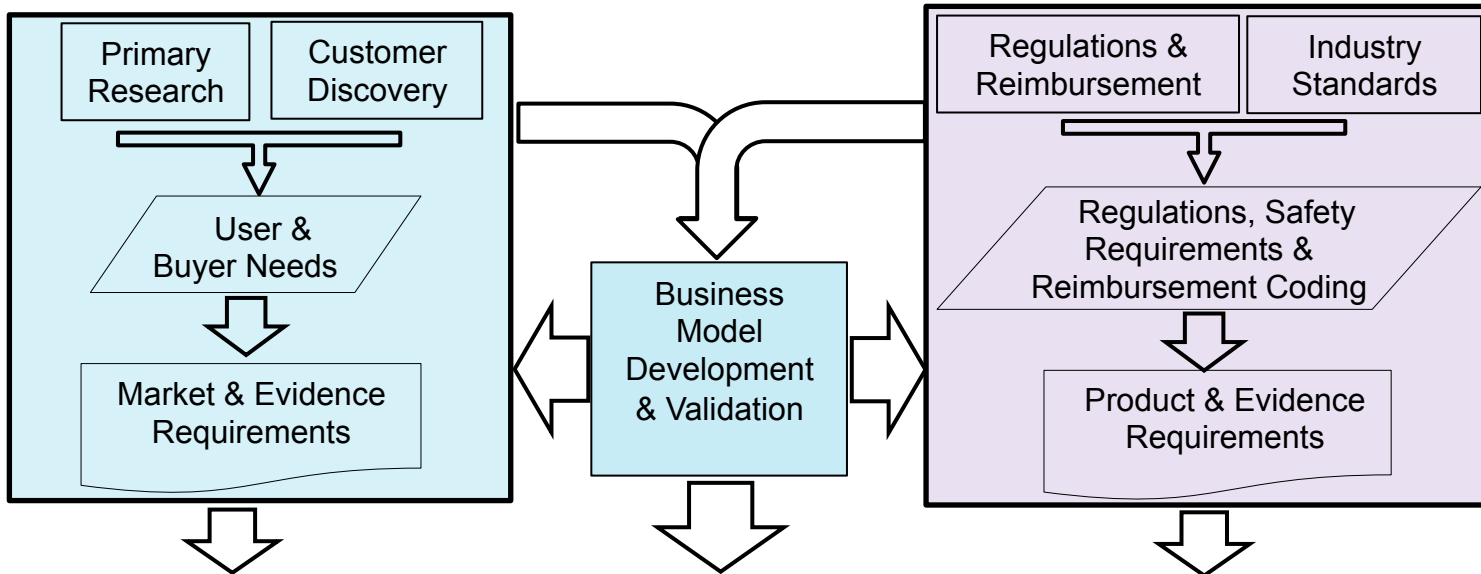 Primary
Research
Customer
Discovery
User &
Buyer Needs
Market & Evidence
Requirements
Business
Model
Development
& Validation
Regulations &
Reimbursement
Industry
Standards
Regulations, Safety
Requirements &
Reimbursement Coding
Product & Evidence
Requirements